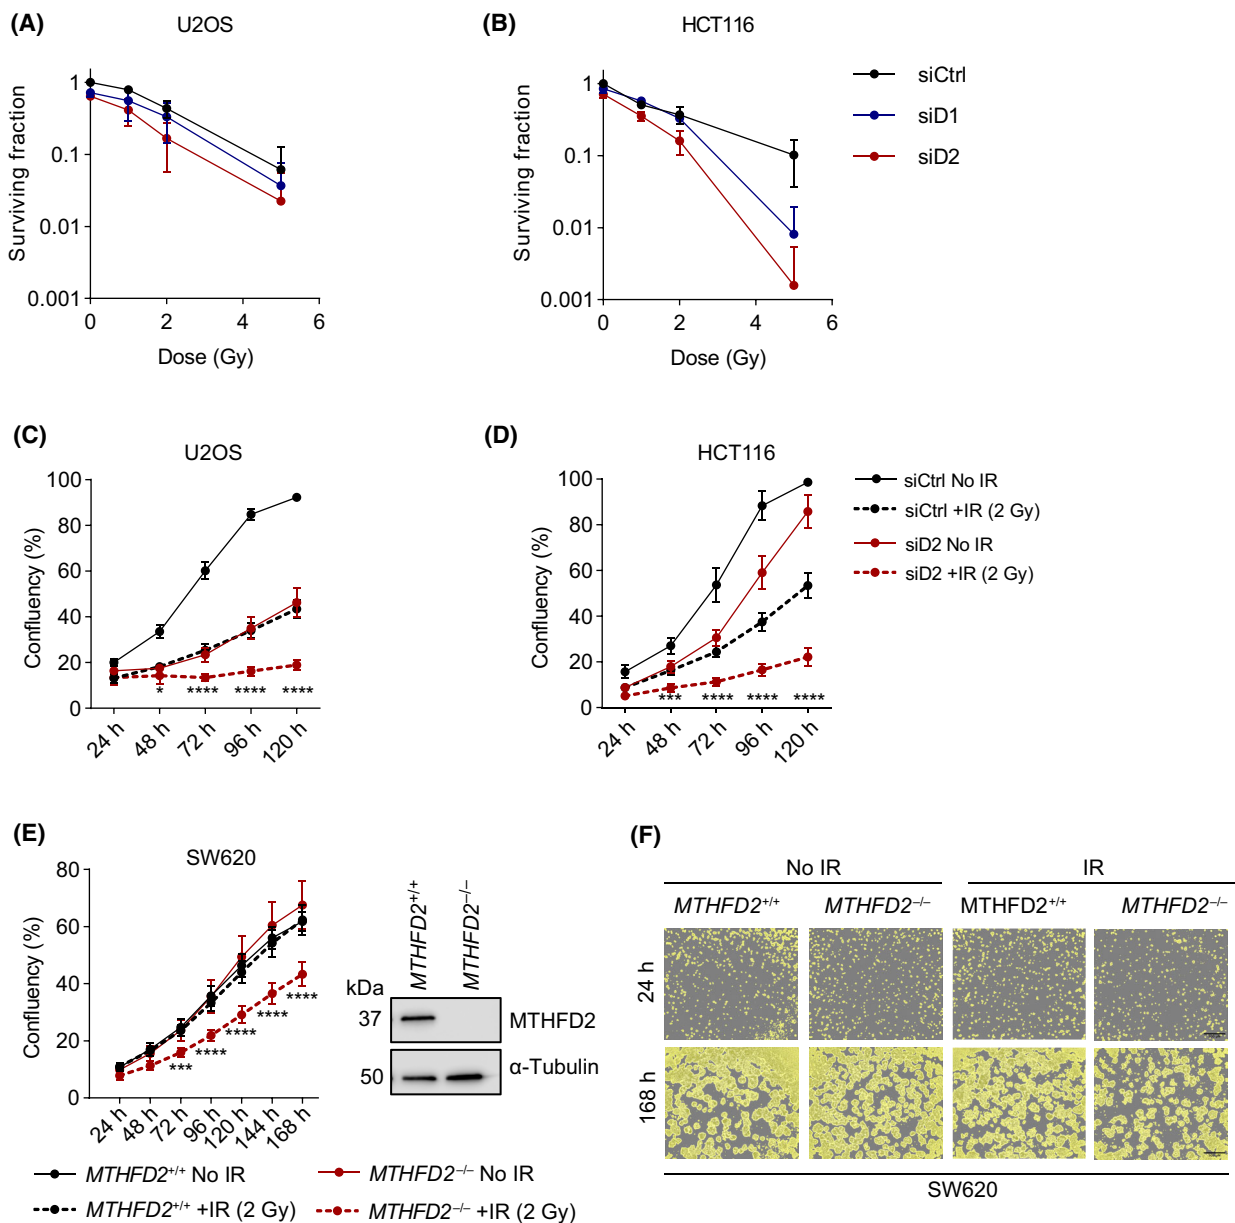 (A)
U2OS
Surviving fraction
1
0.1
0.01
0.001
0
2
4
6
Dose (Gy)
(B)
HCT116
Surviving fraction
1
0.1
0.01
0.001
0
2
4
6
Dose (Gy)
siCtrl
siD1
siD2
(C)
U2OS
Confluency (%)
100
80
60
40
20
0
* **** **** ****
24 h
48 h
72 h
96 h
120 h
(D)
HCT116
Confluency (%)
100
80
60
40
20
0
*** **** **** ****
24 h
48 h
72 h
96 h
120 h
siCtrl No IR
siCtrl +IR (2 Gy)
siD2 No IR
siD2 +IR (2 Gy)
(E)
SW620
Confluency (%)
80
60
40
20
0
*** **** **** **** ****
24 h
48 h
72 h
96 h
120 h
144 h
168 h
MTHFD2+/+ No IR
MTHFD2−/− No IR
MTHFD2+/+ +IR (2 Gy)
MTHFD2−/− +IR (2 Gy)
MTHFD2+/+
MTHFD2−/−
kDa
37
MTHFD2
50
α-Tubulin
(F)
No IR
IR
MTHFD2+/+
MTHFD2−/−
MTHFD2+/+
MTHFD2−/−
24 h
168 h
SW620